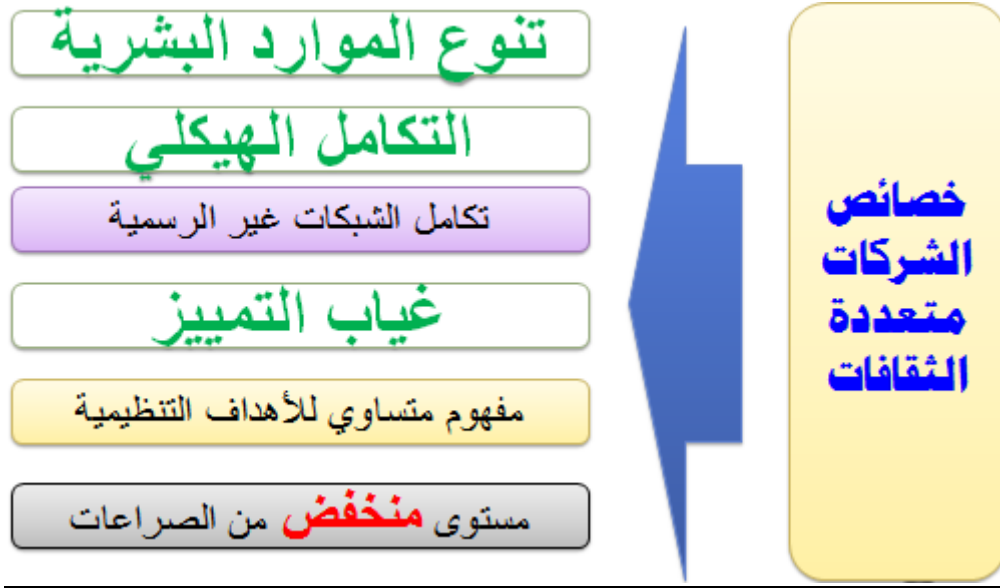 خصائص
الشركات
متعددة
الثقافات
تنوع الموارد البشرية
التكامل الهيكلي
تكامل الشبكات غير الرسمية
غياب التمييز
مفهوم متساوي للأهداف التنظيمية
مستوى منخفض من الصراعات